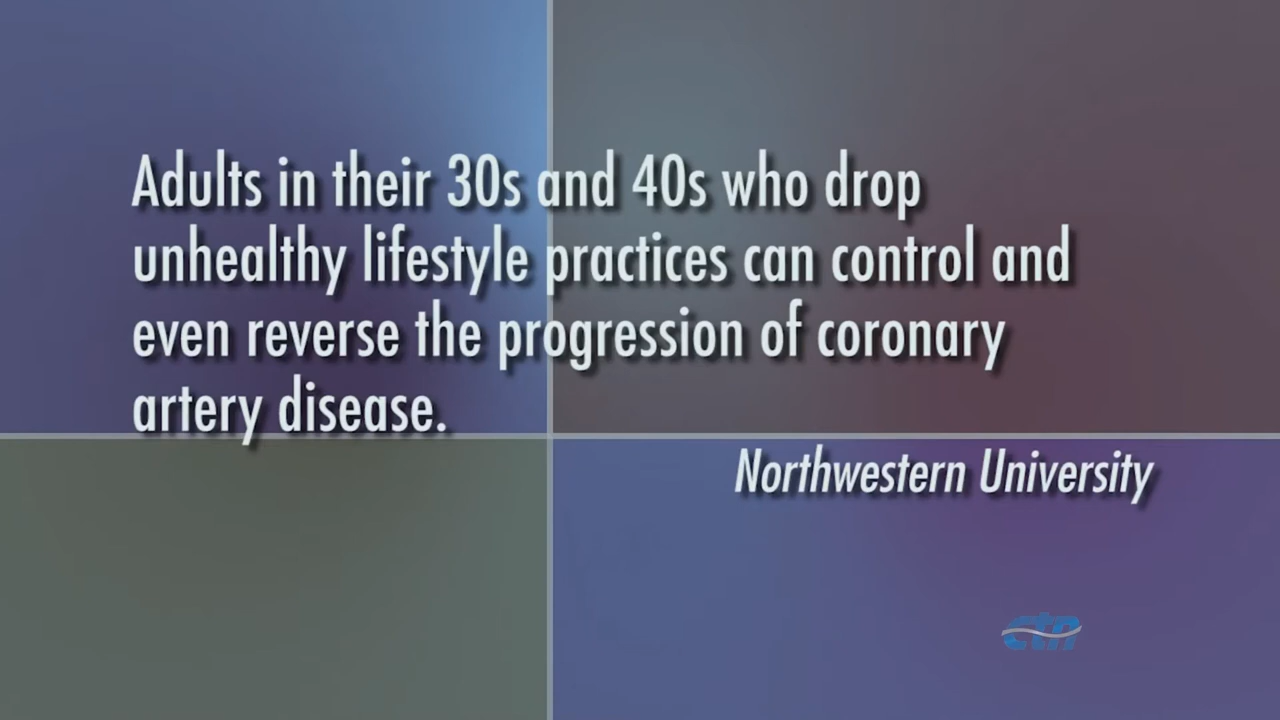 Adults in their 30s and 40s who drop
unhealthy lifestyle practices can control and
even reverse the progression of coronary
artery disease.
Northwestern University
ctn